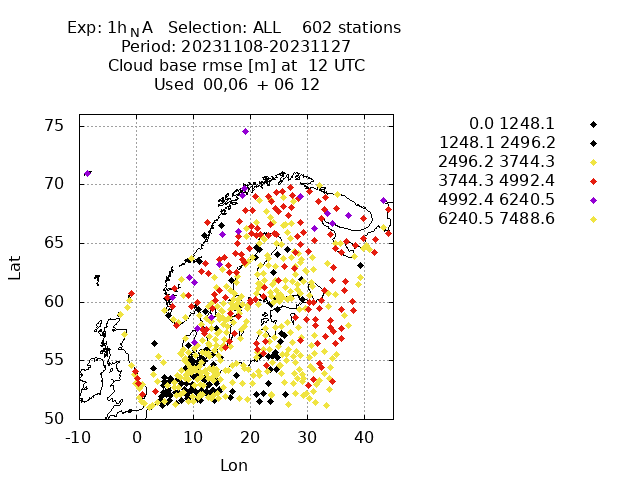 Exp: 1h_N A   Selection: ALL    602 stations
Period: 20231108-20231127
Cloud base rmse [m] at  12 UTC
Used  00,06  + 06 12
0.0 1248.1
1248.1 2496.2
2496.2 3744.3
3744.3 4992.4
4992.4 6240.5
6240.5 7488.6
75
70
65
60
55
50
Lat
-10 0 10 20 30 40
Lon